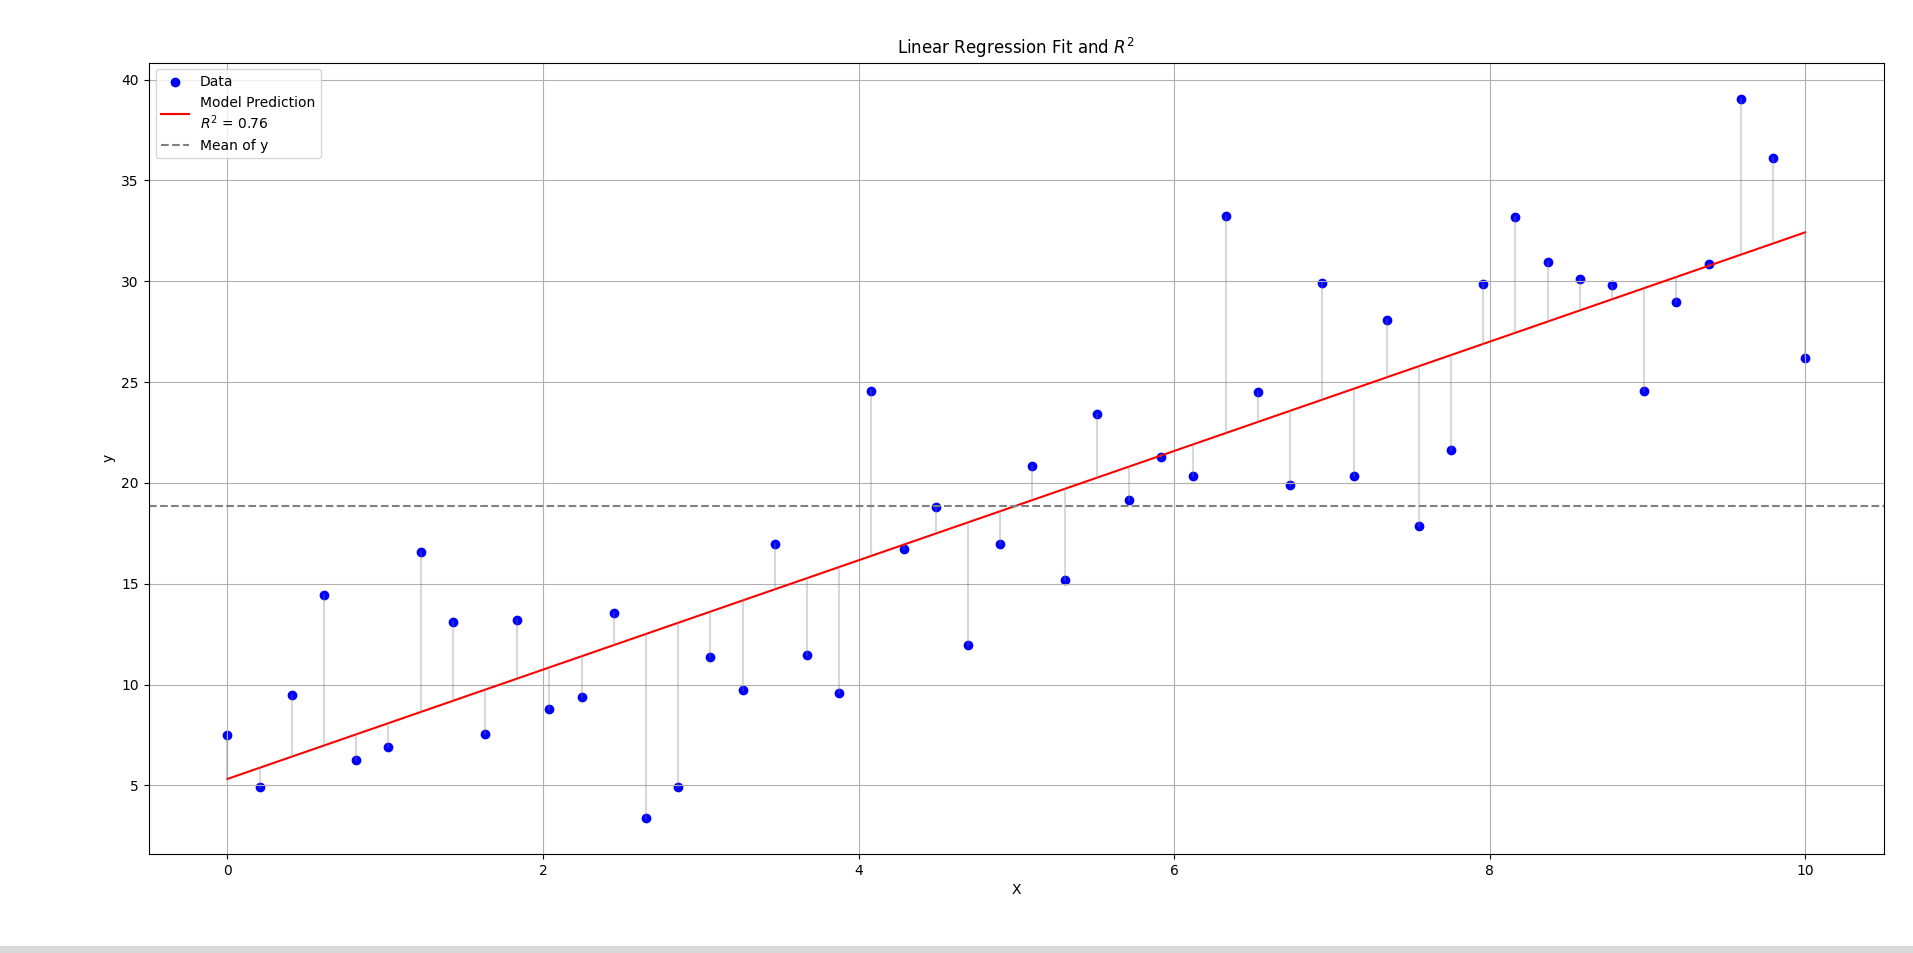 Linear Regression Fit and R²
Data
Model Prediction
R² = 0.76
Mean of y
40
35
30
25
20
15
10
5
y
0 2 4 6 8 10
X